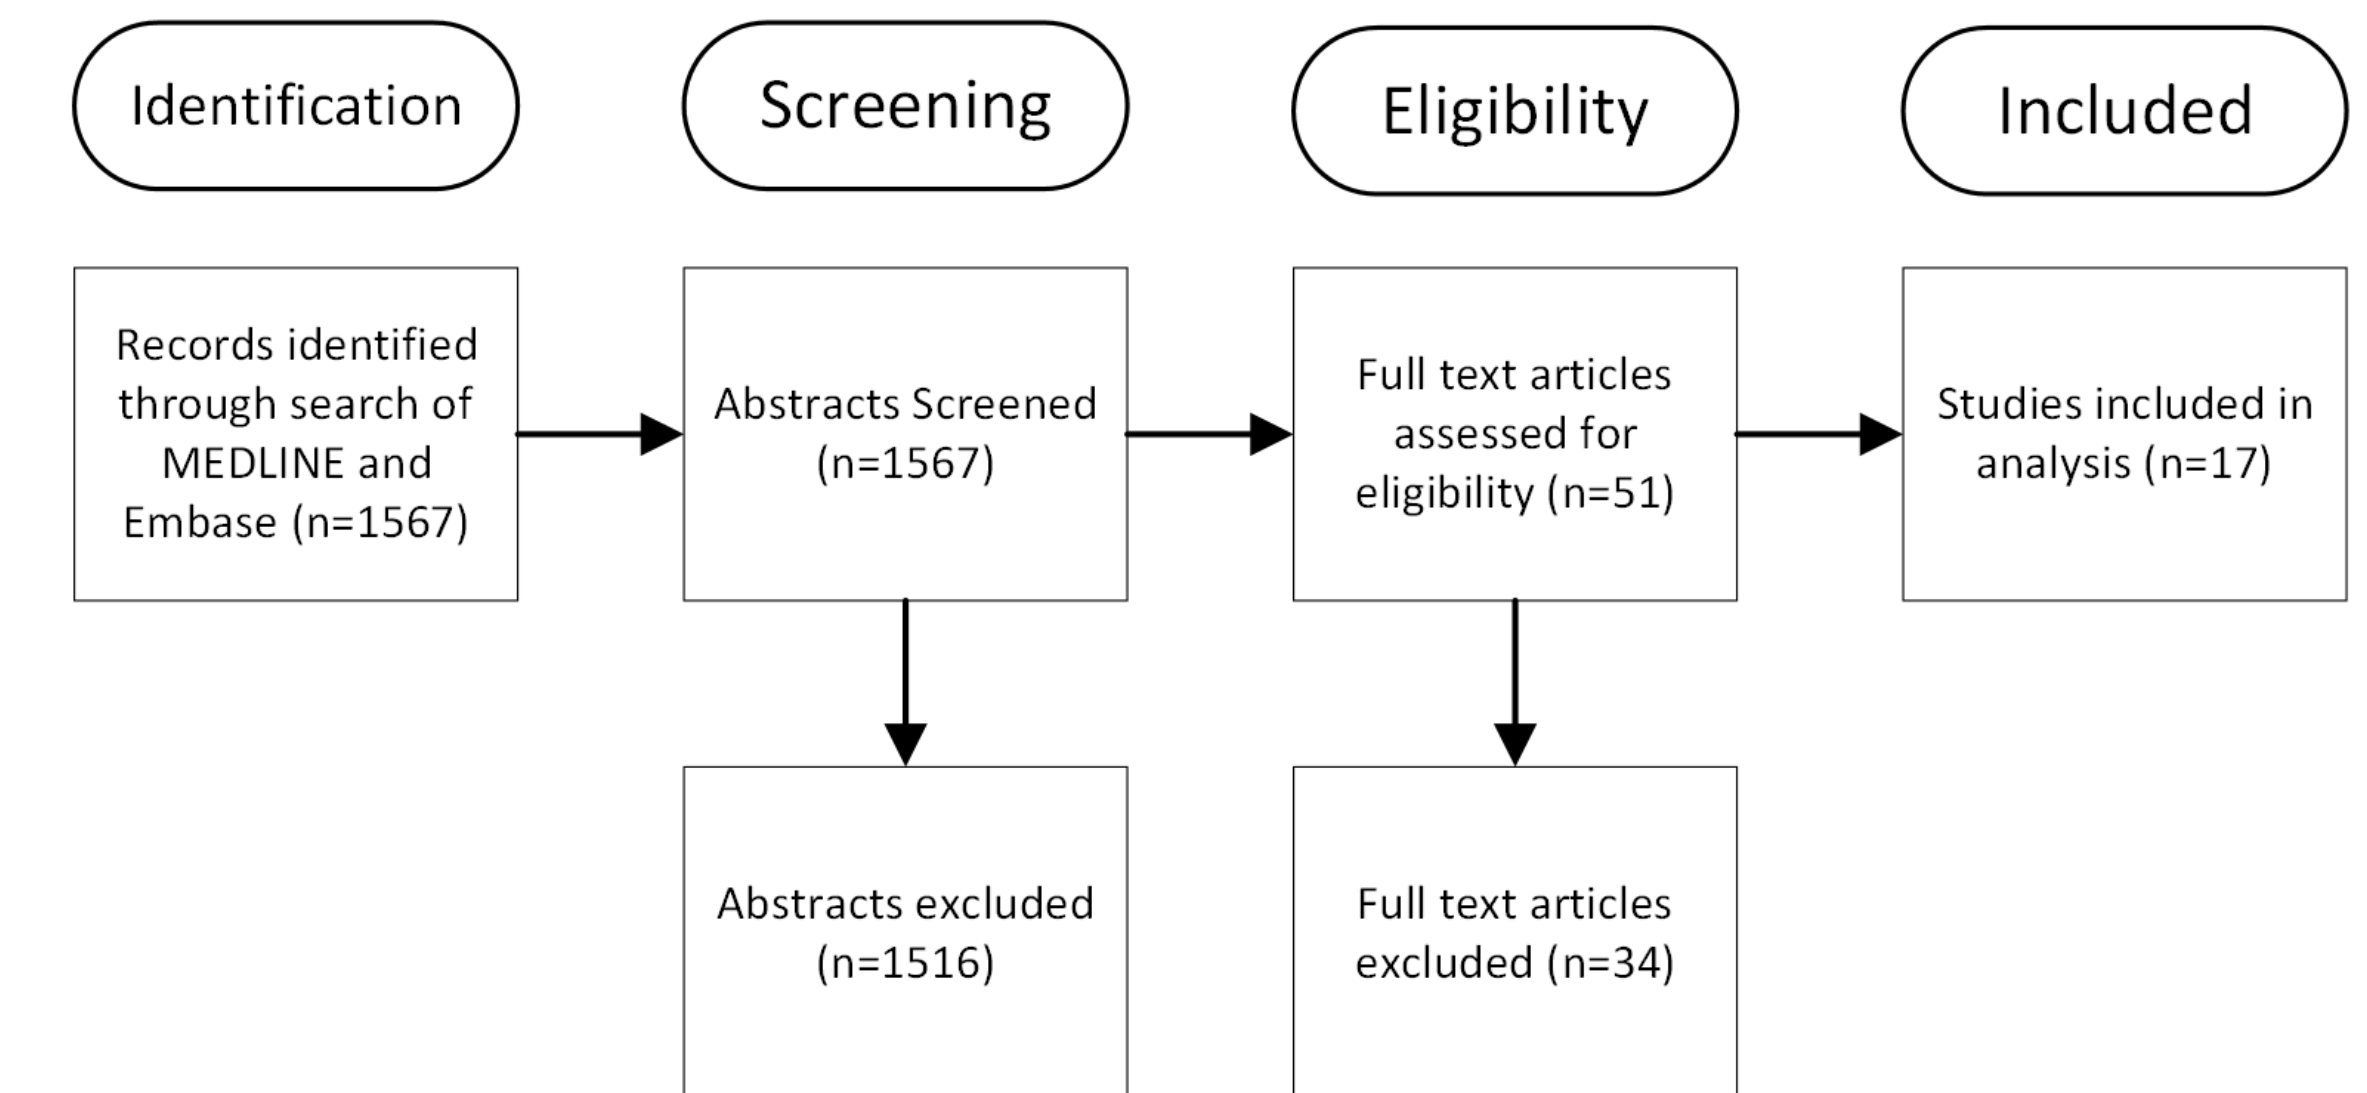 Identification
Screening
Eligibility
Included
Records identified
through search of
MEDLINE and
Embase (n=1567)
Abstracts Screened
(n=1567)
Full text articles
assessed for
eligibility (n=51)
Studies included in
analysis (n=17)
Abstracts excluded
(n=1516)
Full text articles
excluded (n=34)